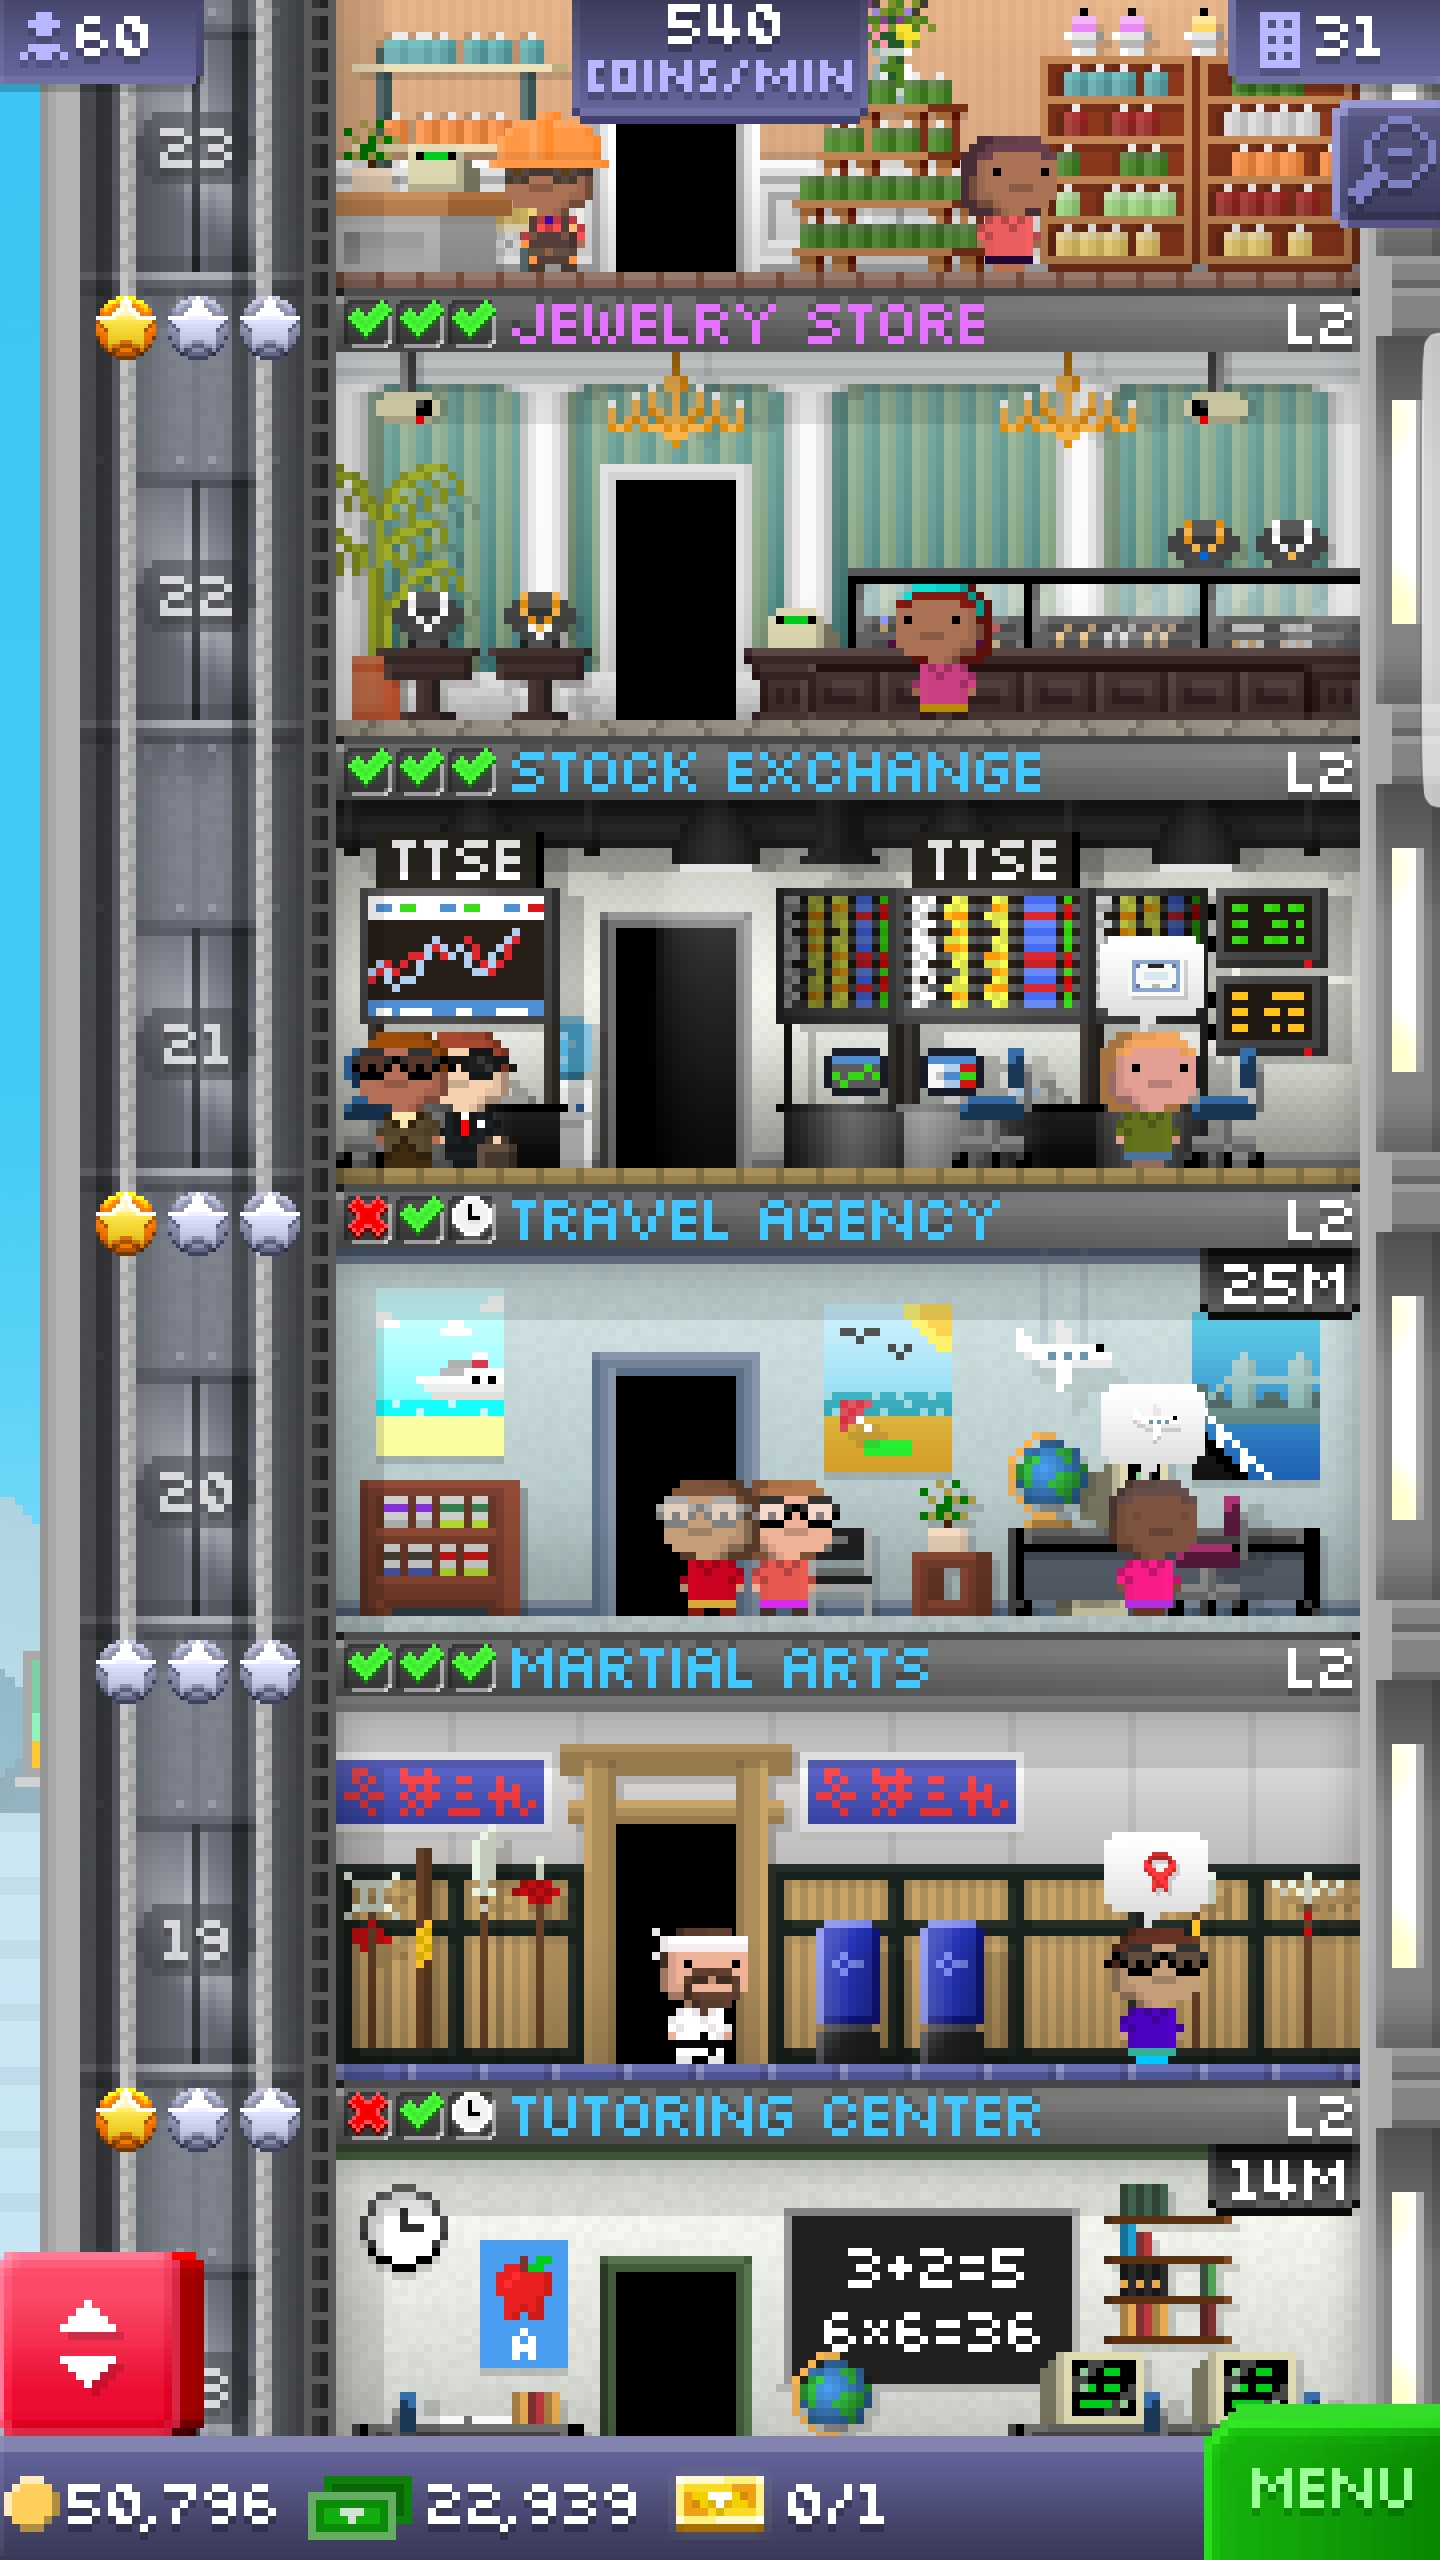 60
540
COINS/MIN
31
23
JEWELRY STORE L2
22
STOCK EXCHANGE L2
TTSE TTSE
21
TRAVEL AGENCY L2
25M
20
MARTIAL ARTS L2
19
TUTORING CENTER L2
14M
3+2=5
6×6=36
A
50,796 22,939 0/1
MENU